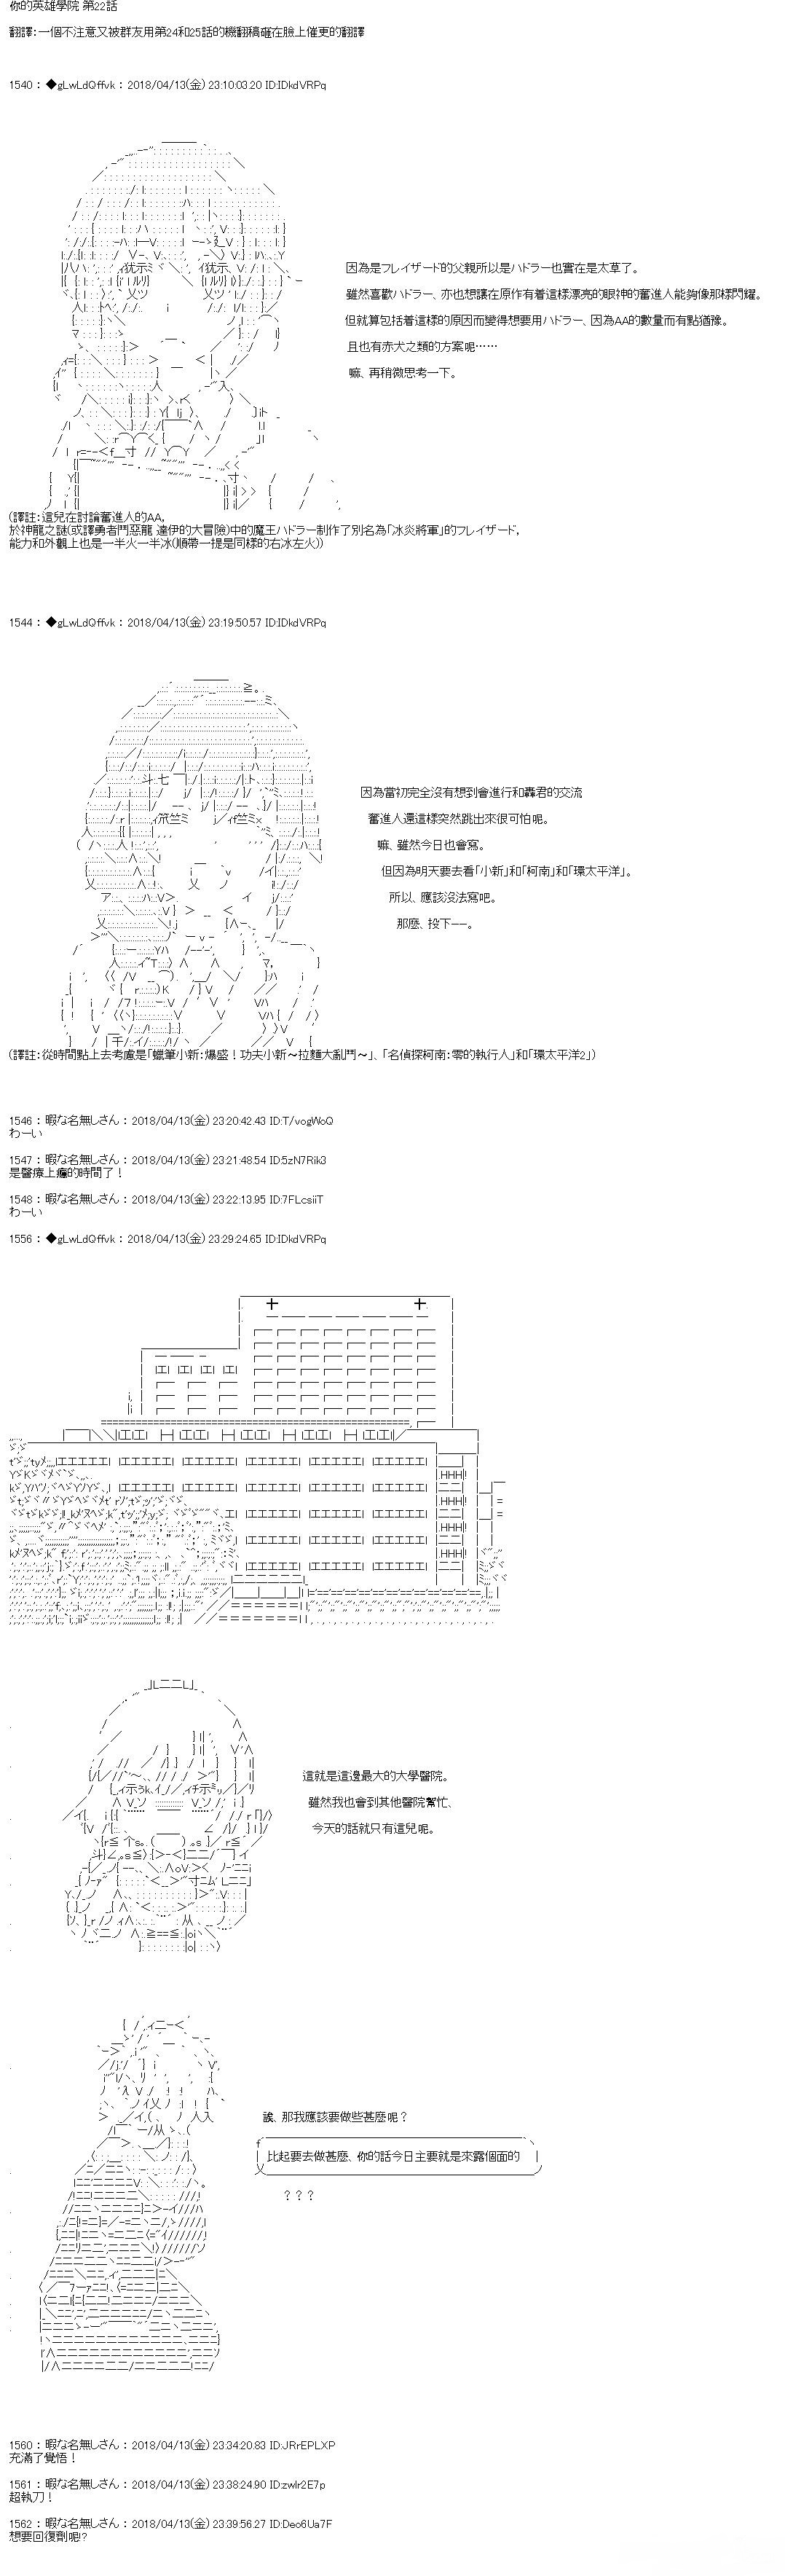 你的英雄學院 第22話
翻譯：一個不注意又被群友用第24和25話的機翻稿砸在臉上催更的翻譯
1540 ： ◆gLwLdQffvk ： 2018/04/13(金) 23:10:03.20 ID:IDkdVRPq
因為是フレイザード的父親所以是ハドラー也實在是太草了。
雖然喜歡ハドラー、亦也想讓在原作有着這樣漂亮的眼神的奮進人能夠像那樣閃耀。
但就算包括着這樣的原因而變得想要用ハドラー、因為AA的數量而有點猶豫。
且也有赤犬之類的方案呢……
嘛、再稍微思考一下。
(譯註：這兒在討論奮進人的AA，
於神龍之謎(或譯勇者鬥惡龍 達伊的大冒險)中的魔王ハドラー制作了別名為「冰炎將軍」的フレイザード，
能力和外觀上也是一半火一半冰(順帶一提是同樣的右冰左火))
1544 ： ◆gLwLdQffvk ： 2018/04/13(金) 23:19:50.57 ID:IDkdVRPq
因為當初完全沒有想到會進行和轟君的交流
奮進人還這樣突然跳出來很可怕呢。
嘛、雖然今日也會寫。
但因為明天要去看「小新」和「柯南」和「環太平洋」。
所以、應該沒法寫吧。
那麼、投下――。
(譯註：從時間點上去考慮是「蠟筆小新：爆盛！功夫小新～拉麵大亂鬥～」、「名偵探柯南：零的執行人」和「環太平洋2」)
1546 ： 暇な名無しさん ： 2018/04/13(金) 23:20:42.43 ID:T/vogWoQ
わーい
1547 ： 暇な名無しさん ： 2018/04/13(金) 23:21:48.54 ID:5zN7Rik3
是醫療上癮的時間了！
1548 ： 暇な名無しさん ： 2018/04/13(金) 23:22:13.95 ID:7FLcsiiT
わーい
1556 ： ◆gLwLdQffvk ： 2018/04/13(金) 23:29:24.65 ID:IDkdVRPq
這就是這邊最大的大學醫院。
雖然我也會到其他醫院幫忙、
今天的話就只有這兒呢。
誒、那我應該要做些甚麼呢？
比起要去做甚麼、你的話今日主要就是來露個面的
？？？
1560 ： 暇な名無しさん ： 2018/04/13(金) 23:34:20.83 ID:JRrEPLXP
充滿了覺悟！
1561 ： 暇な名無しさん ： 2018/04/13(金) 23:38:24.90 ID:zwIr2E7p
超執刀！
1562 ： 暇な名無しさん ： 2018/04/13(金) 23:39:56.27 ID:Deo6Ua7F
想要回復劑呢!?